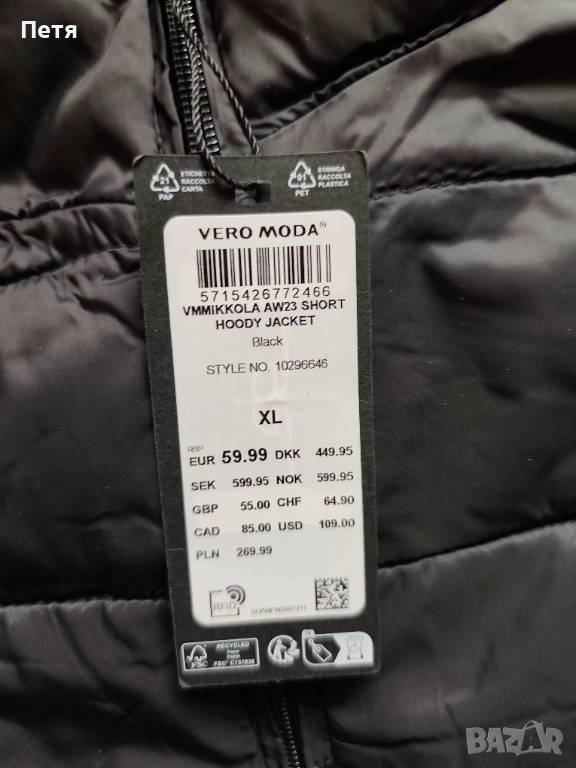 Петя
21
PAP
ETICHETTA
RACCOLTA
CARTA
01
PET
STRINGA
RACCOLTA
PLASTICA
VERO MODA®
5715426772466
VMMIKKOLA AW23 SHORT
HOODY JACKET
Black
STYLE NO. 10296646
XL
RRP
EUR 59.99 DKK 449.95
SEK 599.95 NOK 599.95
GBP 55.00 CHF 64.90
CAD 85.00 USD 109.00
PLN 269.99
RFID
FSC
RECYCLED
Paper
BAZAR